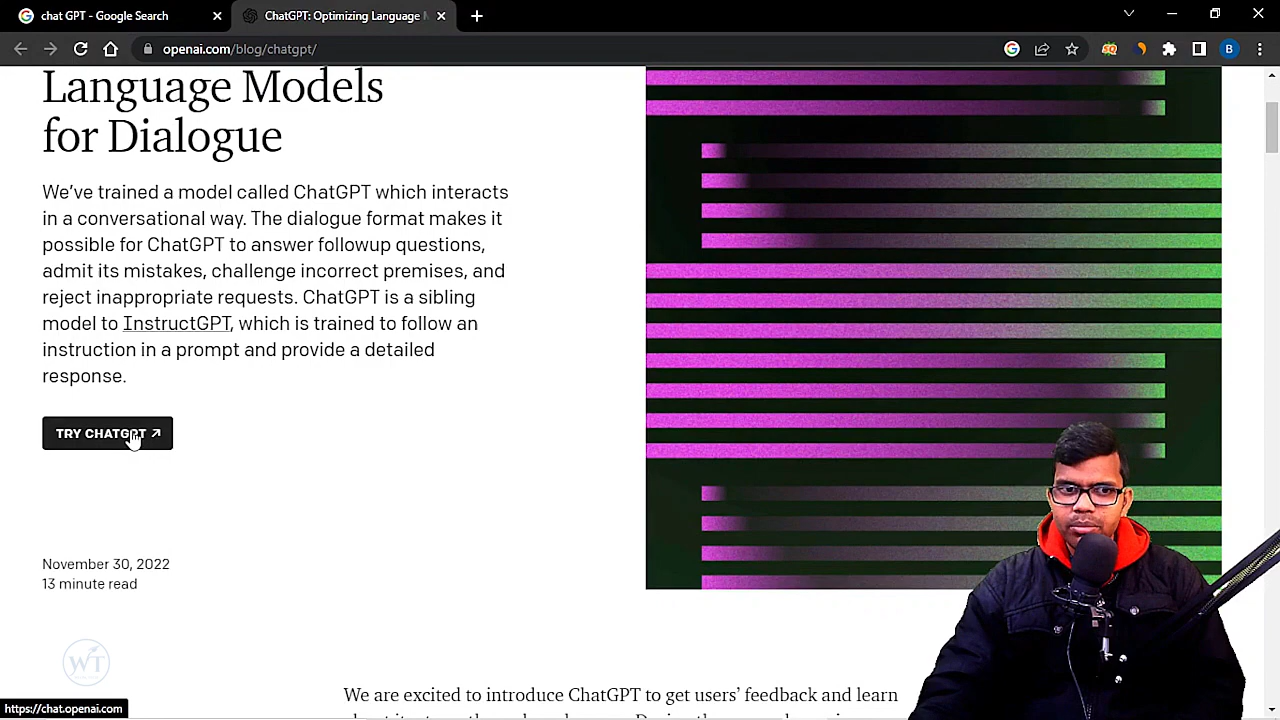 chat GPT - Google Search
ChatGPT: Optimizing Language M
openai.com/blog/chatgpt/
SQ
B
Language Models
for Dialogue
We've trained a model called ChatGPT which interacts
in a conversational way. The dialogue format makes it
possible for ChatGPT to answer followup questions,
admit its mistakes, challenge incorrect premises, and
reject inappropriate requests. ChatGPT is a sibling
model to InstructGPT, which is trained to follow an
instruction in a prompt and provide a detailed
response.
TRY CHATGPT
November 30, 2022
13 minute read
WT
We are excited to introduce ChatGPT to get users' feedback and learn
https://chat.openai.com